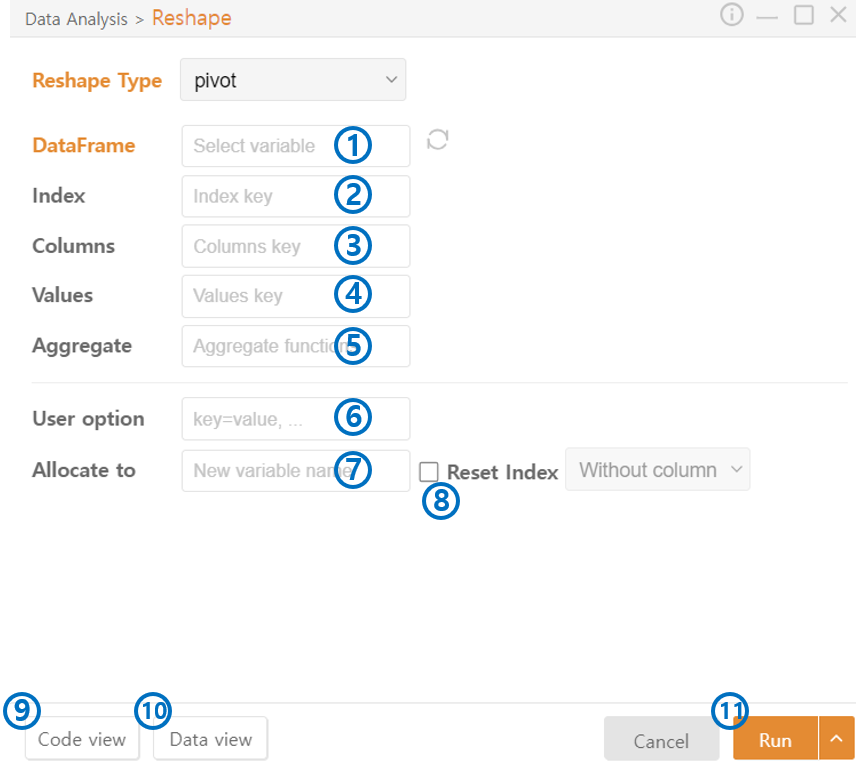 Data Analysis > Reshape
Reshape Type pivot
DataFrame Select variable ①
Index Index key ②
Columns Columns key ③
Values Values key ④
Aggregate Aggregate function ⑤
User option key=value, ... ⑥
Allocate to New variable name ⑦ Reset Index Without column
⑧
⑨ ⑩ ⑪
Code view Data view Cancel Run